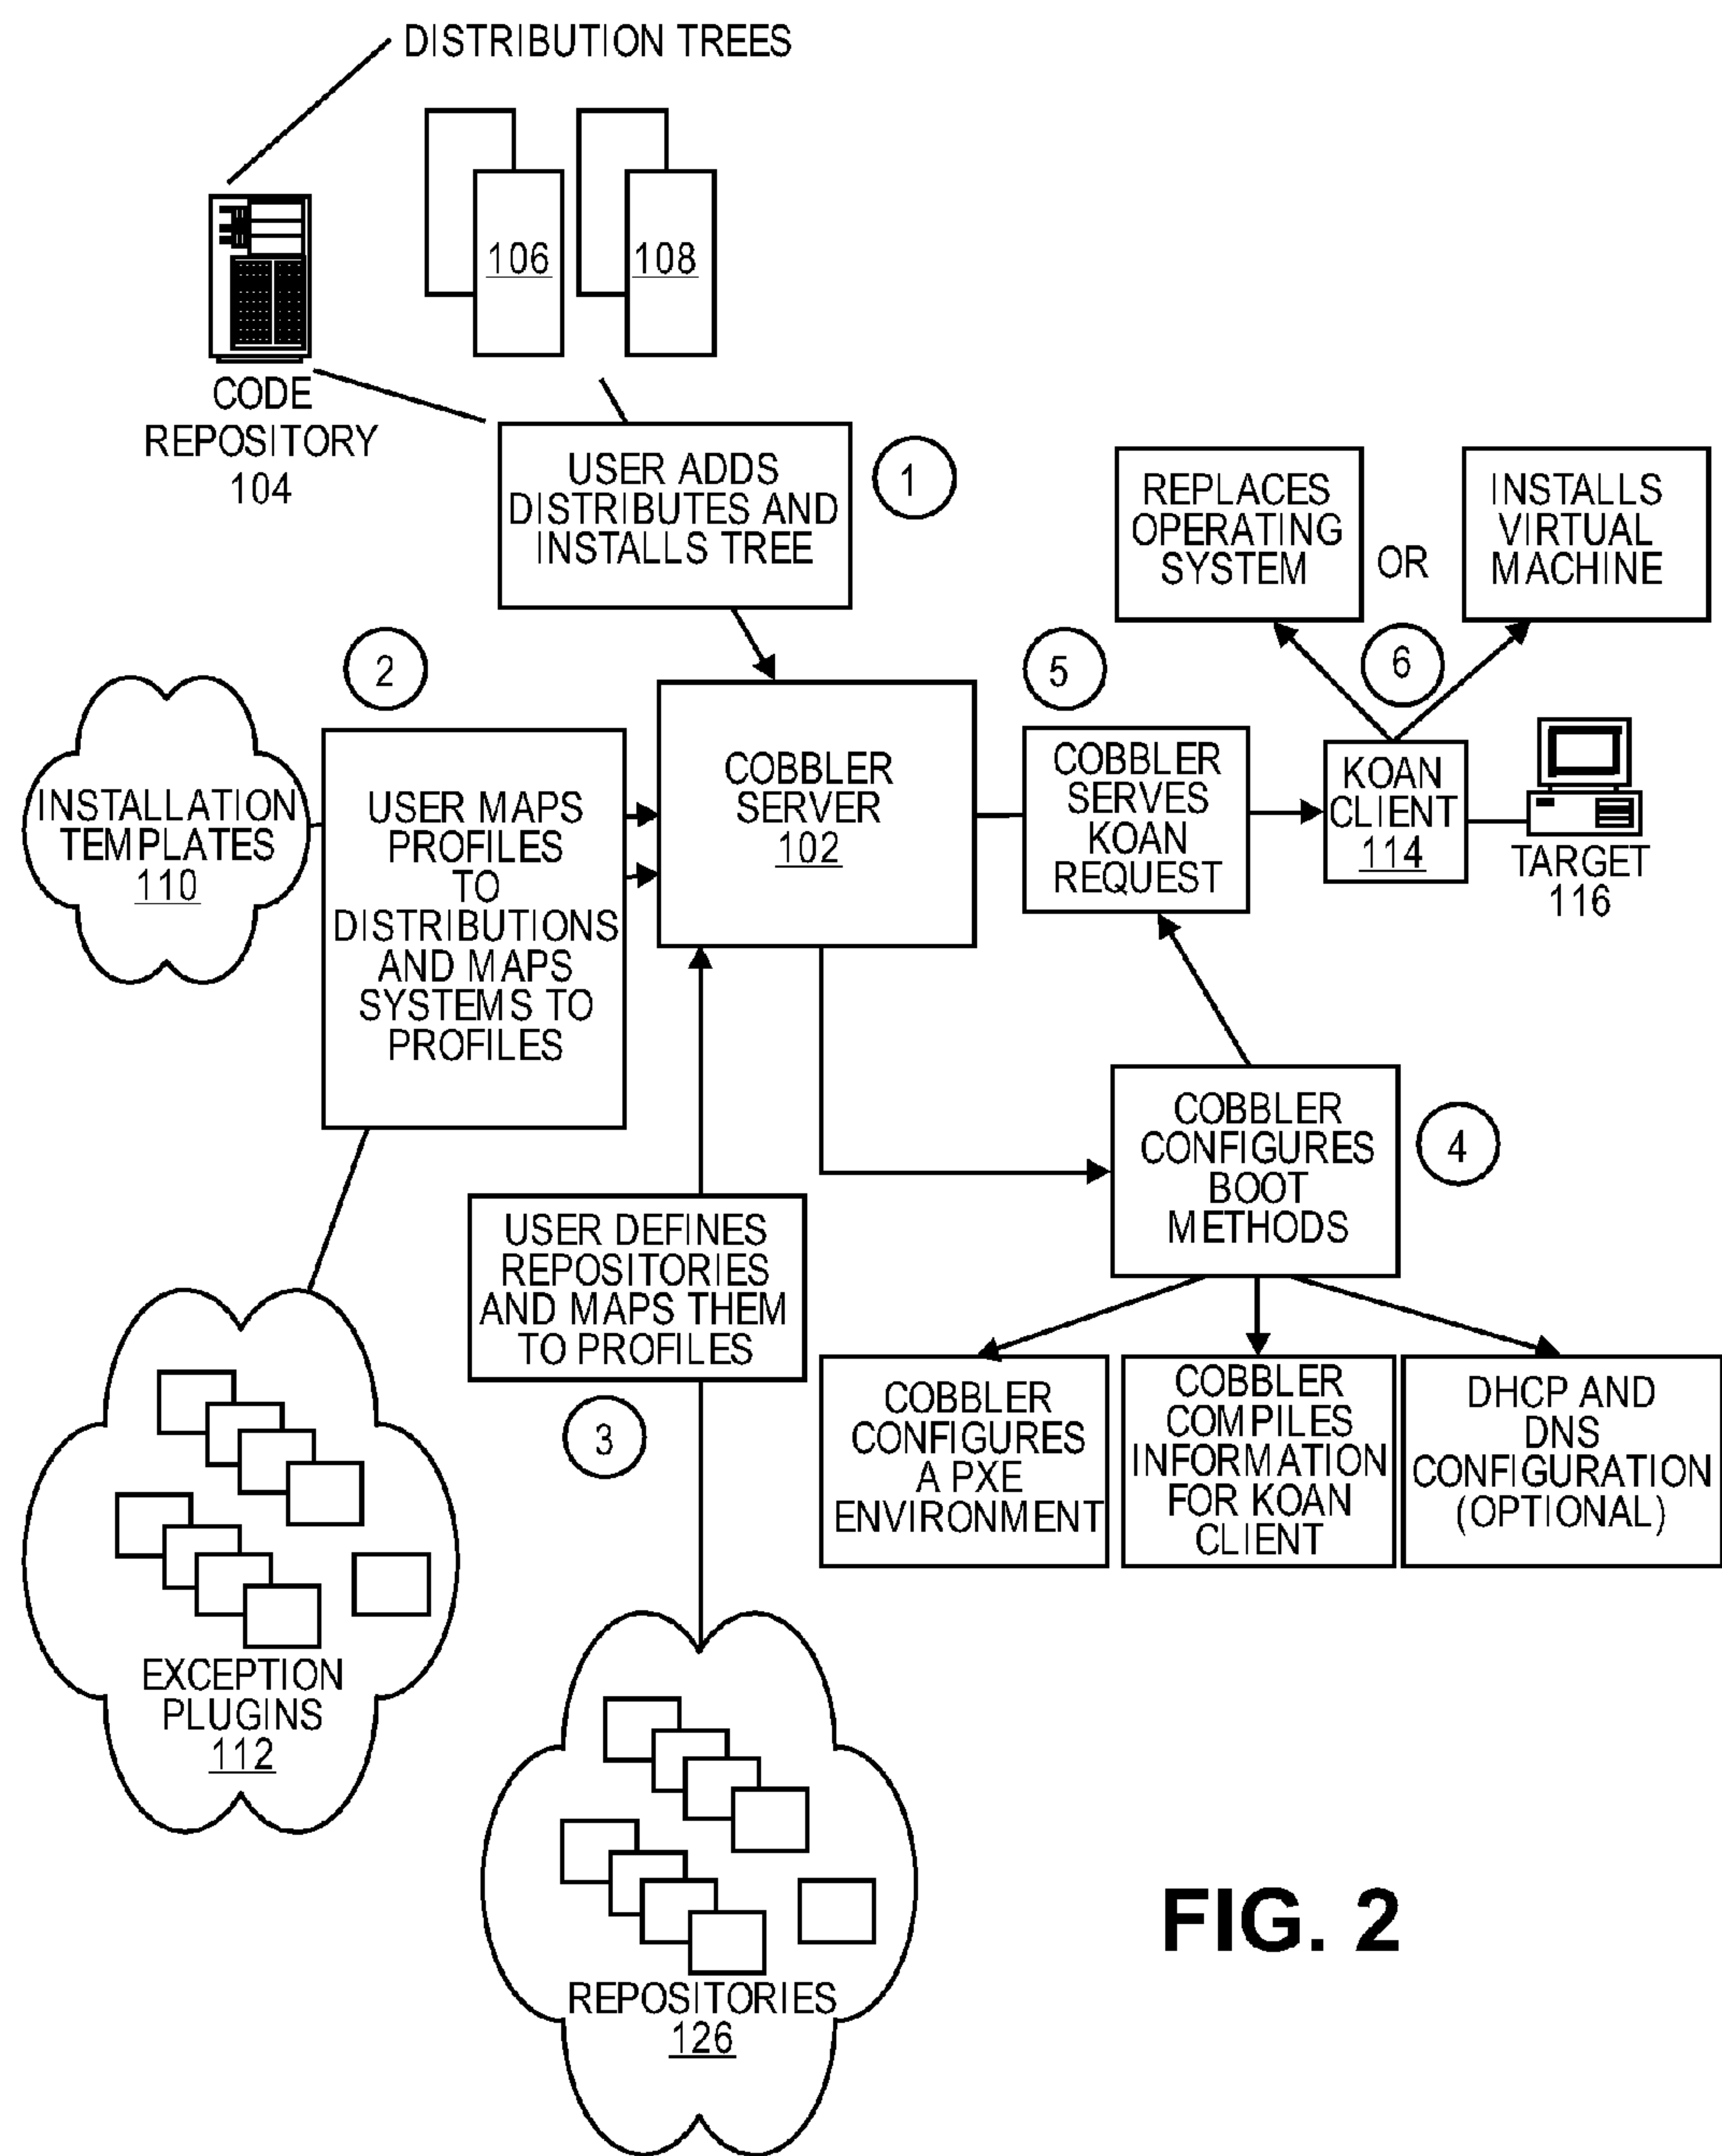 DISTRIBUTION TREES
106
108
CODE
REPOSITORY
104
USER ADDS
DISTRIBUTES AND
INSTALLS TREE
1
REPLACES
OPERATING
SYSTEM
OR
INSTALLS
VIRTUAL
MACHINE
2
5
6
INSTALLATION
TEMPLATES
110
USER MAPS
PROFILES
TO
DISTRIBUTIONS
AND MAPS
SYSTEMS TO
PROFILES
COBBLER
SERVER
102
COBBLER
SERVES
KOAN
REQUEST
KOAN
CLIENT
114
TARGET
116
COBBLER
CONFIGURES
BOOT
METHODS
4
USER DEFINES
REPOSITORIES
AND MAPS THEM
TO PROFILES
3
COBBLER
CONFIGURES
A PXE
ENVIRONMENT
COBBLER
COMPILES
INFORMATION
FOR KOAN
CLIENT
DHCP AND
DNS
CONFIGURATION
(OPTIONAL)
EXCEPTION
PLUGINS
112
REPOSITORIES
126
FIG. 2